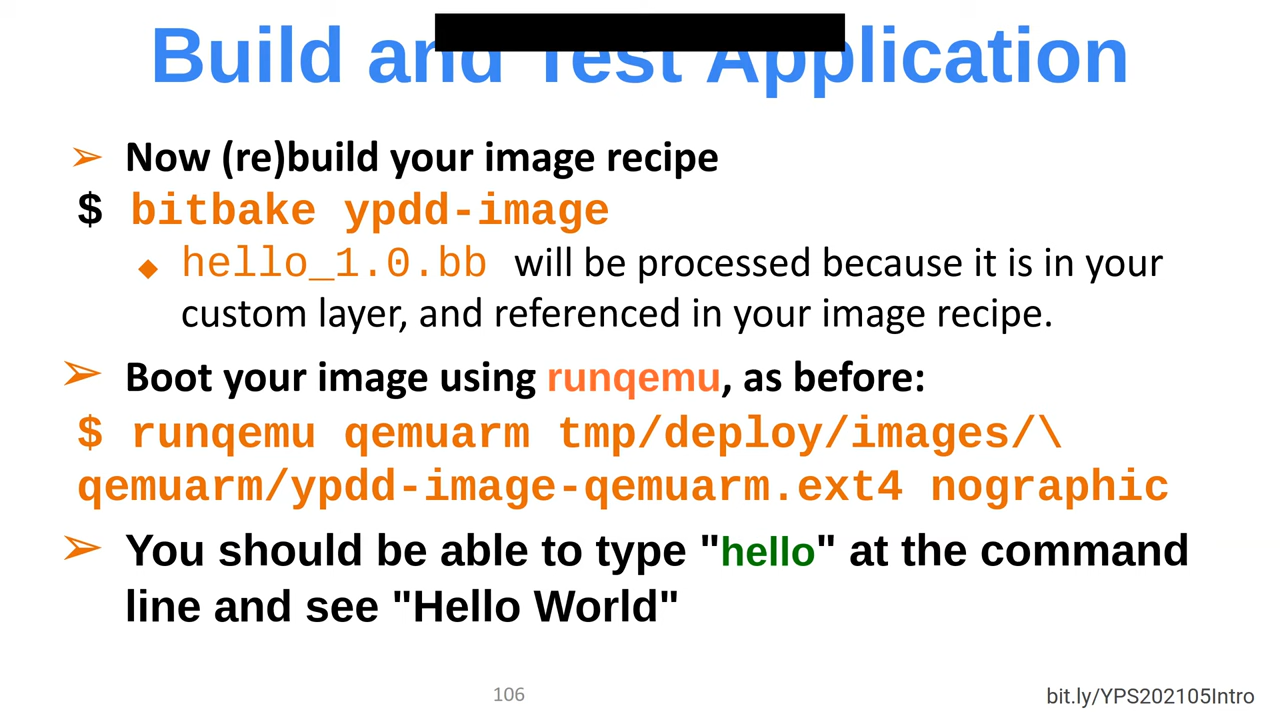 Build and Test Application
➢ Now (re)build your image recipe
$ bitbake ypdd-image
◆ hello_1.0.bb will be processed because it is in your
custom layer, and referenced in your image recipe.
➢ Boot your image using runqemu, as before:
$ runqemu qemuarm tmp/deploy/images/\
qemuarm/ypdd-image-qemuarm.ext4 nographic
➢ You should be able to type "hello" at the command
line and see "Hello World"
106
bit.ly/YPS202105Intro